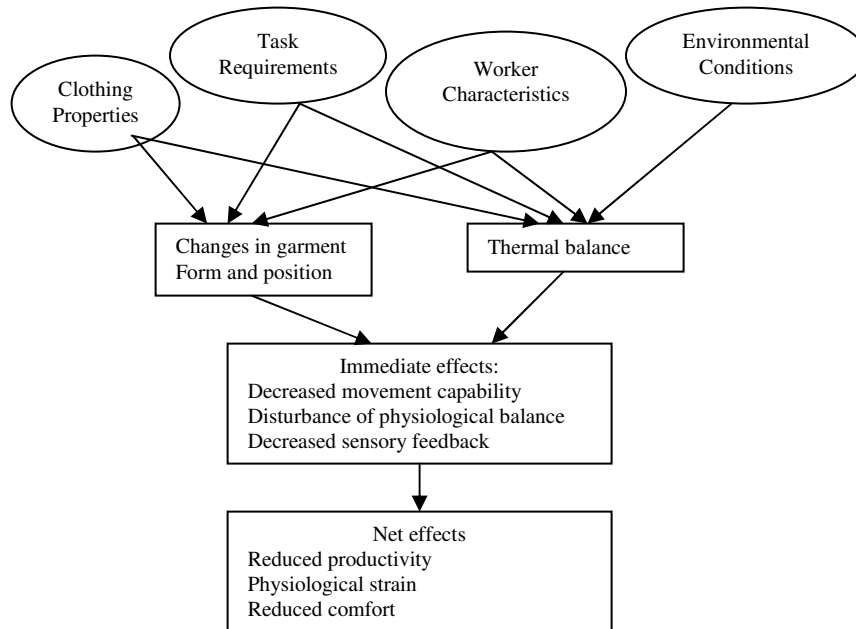 Clothing
Properties
Task
Requirements
Worker
Characteristics
Environmental
Conditions
Changes in garment
Form and position
Thermal balance
Immediate effects:
Decreased movement capability
Disturbance of physiological balance
Decreased sensory feedback
Net effects
Reduced productivity
Physiological strain
Reduced comfort